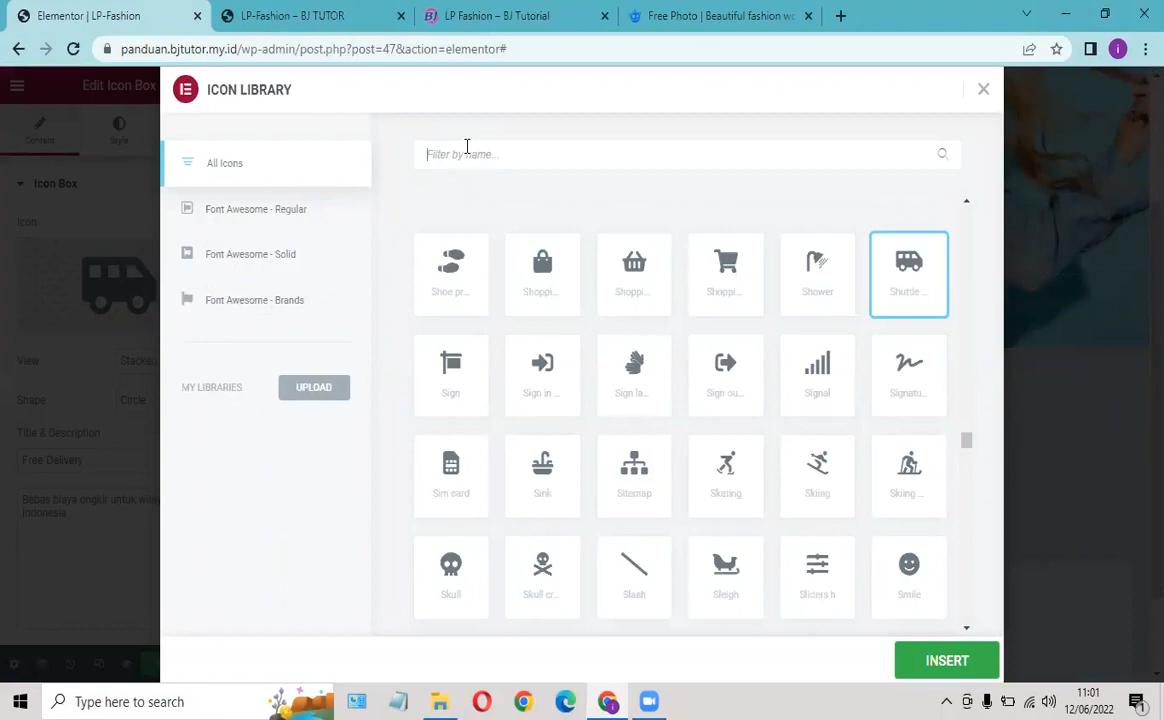 Elementor | LP-Fashion
LP-Fashion – BJ TUTOR
LP Fashion – BJ Tutorial
Free Photo | Beautiful fashion wo
panduan.bjtutor.my.id/wp-admin/post.php?post=47&action=elementor#
Edit Icon Box
Content
Style
Icon Box
Icon
View
Stacked
Shape
Circle
Title & Description
Free Delivery
Bebas biaya ongkir untuk wila
Indonesia
ICON LIBRARY
All Icons
Font Awesome - Regular
Font Awesome - Solid
Font Awesome - Brands
MY LIBRARIES
UPLOAD
Filter by name...
Shoe pr...
Shoppi...
Shoppi...
Shoppi...
Shower
Shuttle ...
Sign
Sign in ...
Sign la...
Sign ou...
Signal
Signatu...
Sim card
Sink
Sitemap
Skating
Skiing
Skiing ...
Skull
Skull cr...
Slash
Sleigh
Sliders h
Smile
INSERT
Type here to search
11:01
12/06/2022